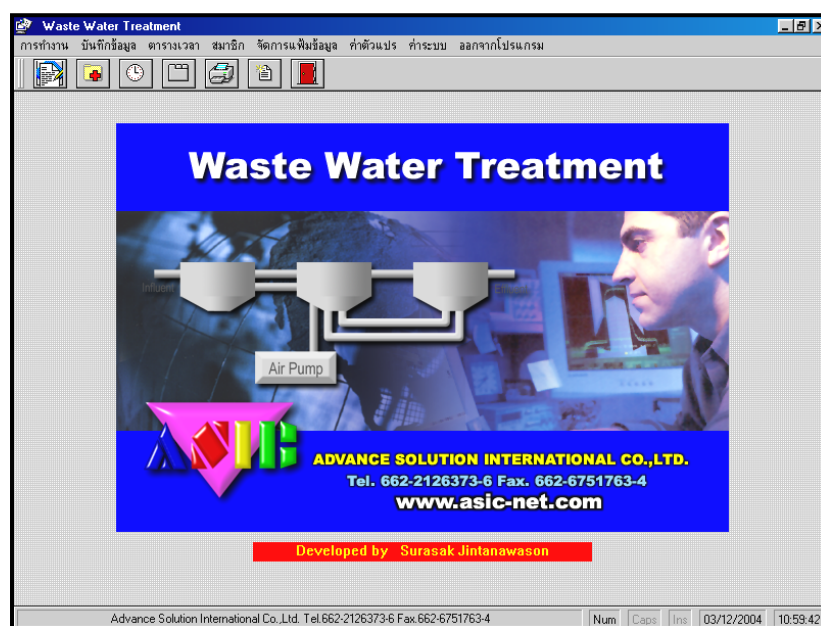 Waste Water Treatment
การทำงาน บันทึกข้อมูล ตารางเวลา สมาชิก จัดการแฟ้มข้อมูล ค่าตัวแปร ค่าระบบ ออกจากโปรแกรม
Waste Water Treatment
Influent
Air Pump
ASIC
ADVANCE SOLUTION INTERNATIONAL CO.,LTD.
Tel. 662-2126373-6 Fax. 662-6751763-4
www.asic-net.com
Developed by Surasak Jintanawason
Advance Solution International Co.,Ltd. Tel.662-2126373-6 Fax.662-6751763-4 Num Caps Ins 03/12/2004 10:59:42